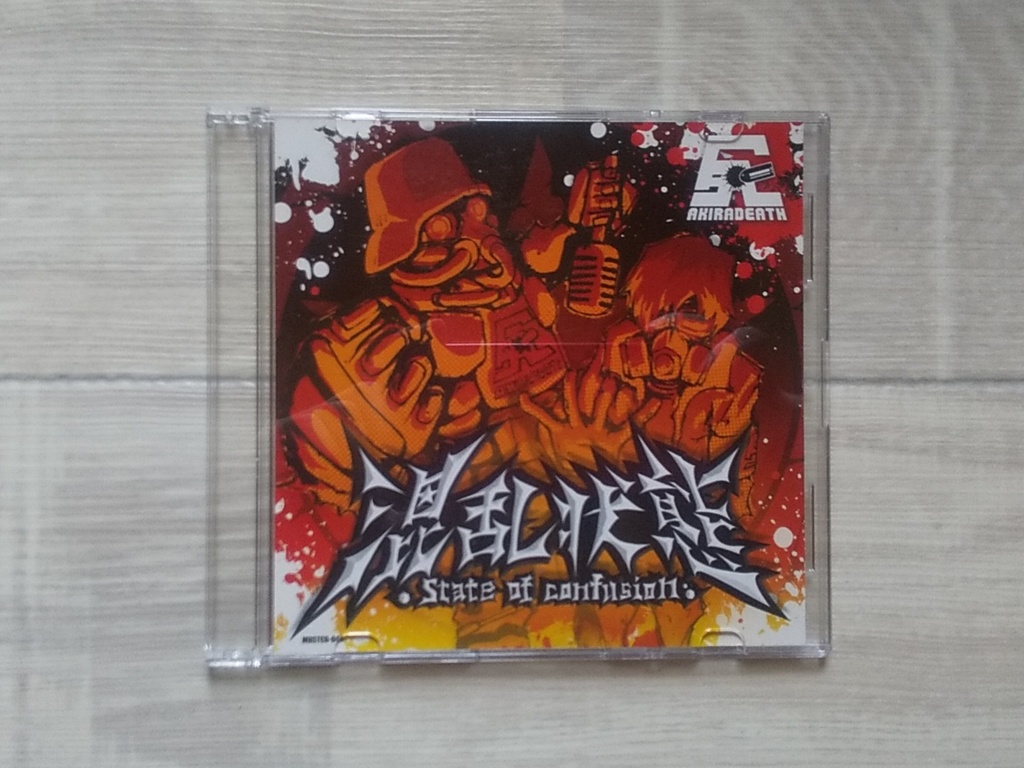 AKIRADEATH
混乱状態
State of confusion